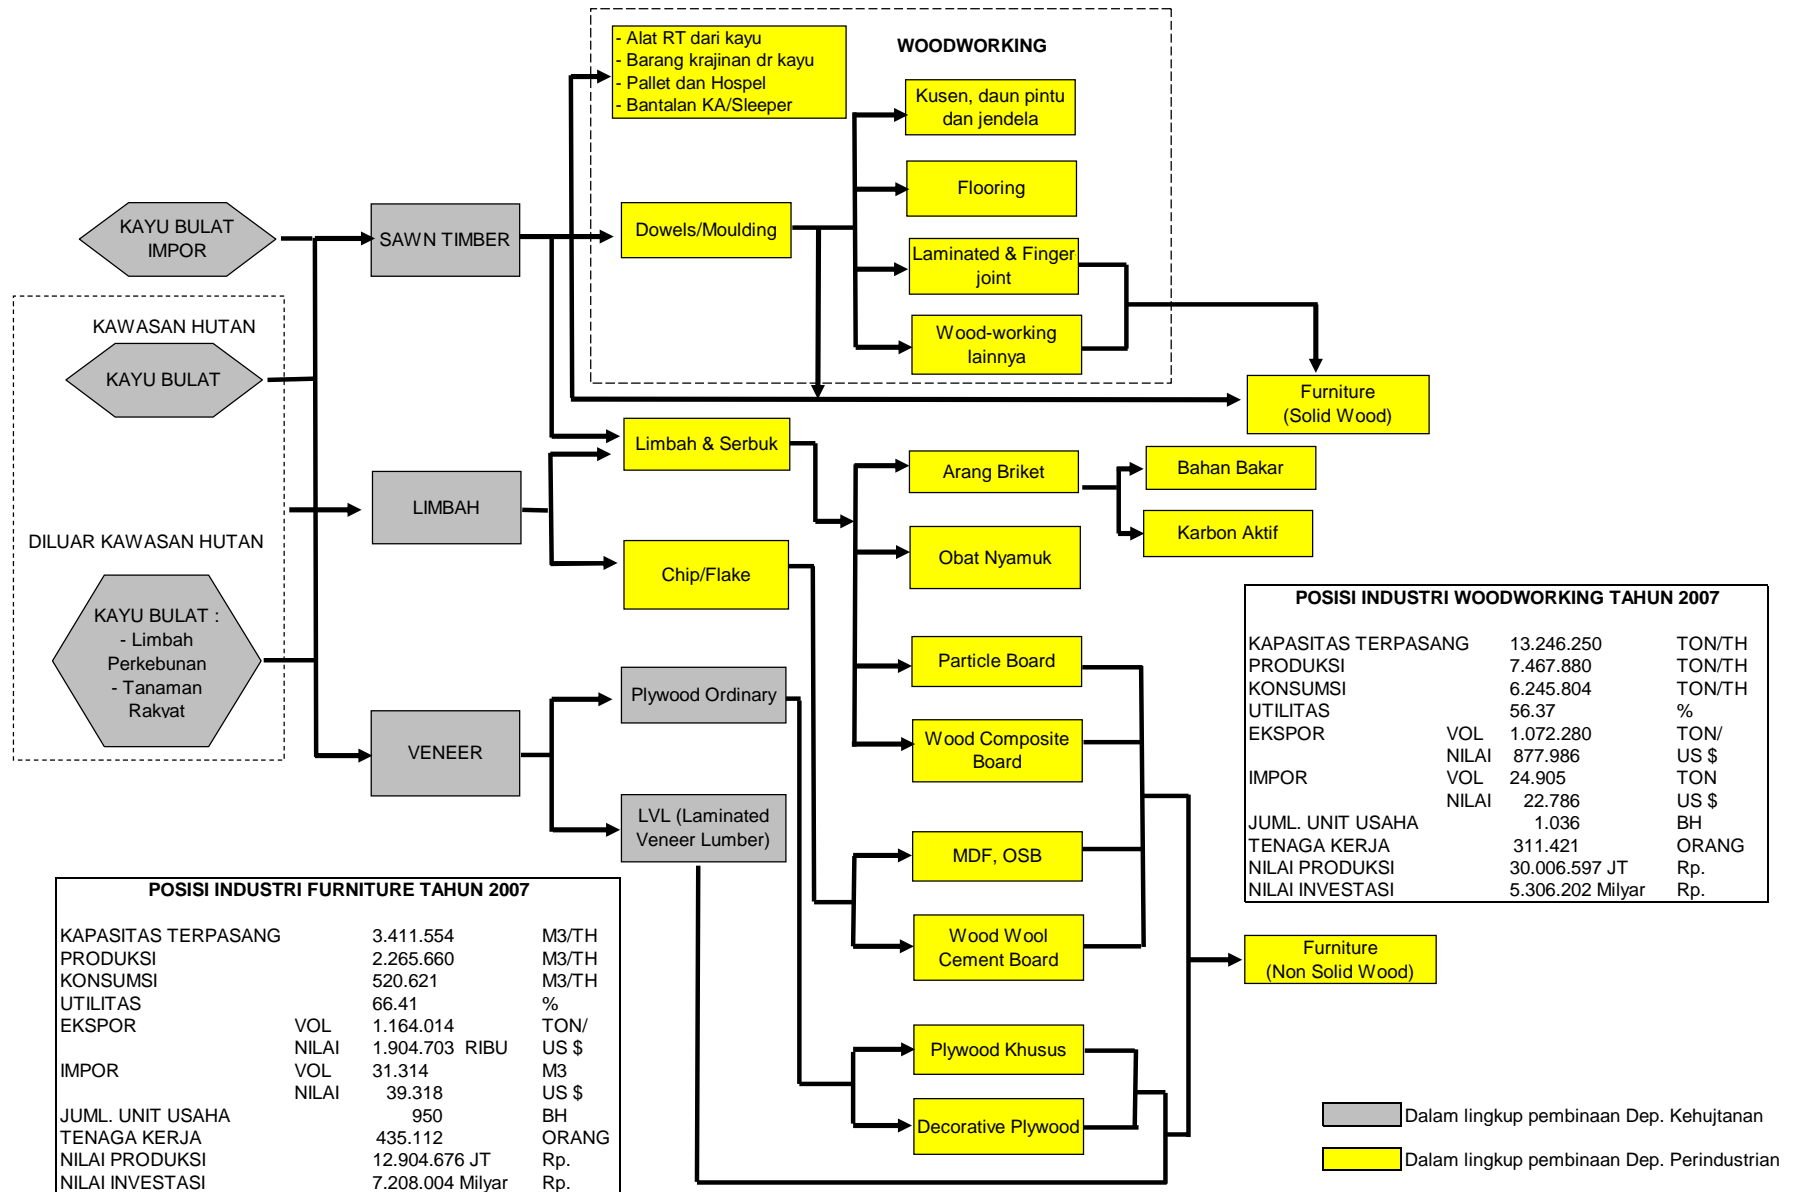 - Alat RT dari kayu
- Barang krajinan dr kayu
- Pallet dan Hospel
- Bantalan KA/Sleeper
WOODWORKING
Kusen, daun pintu
dan jendela
Flooring
Dowels/Moulding
Laminated & Finger
joint
Wood-working
lainnya
KAYU BULAT
IMPOR
SAWN TIMBER
KAWASAN HUTAN
KAYU BULAT
Furniture
(Solid Wood)
Limbah & Serbuk
Arang Briket
Bahan Bakar
Karbon Aktif
LIMBAH
DILUAR KAWASAN HUTAN
Obat Nyamuk
Chip/Flake
KAYU BULAT :
- Limbah
Perkebunan
- Tanaman
Rakyat
Particle Board
Plywood Ordinary
Wood Composite
Board
VENEER
LVL (Laminated
Veneer Lumber)
MDF, OSB
Wood Wool
Cement Board
Furniture
(Non Solid Wood)
Plywood Khusus
Decorative Plywood
POSISI INDUSTRI WOODWORKING TAHUN 2007
KAPASITAS TERPASANG 13.246.250 TON/TH
PRODUKSI 7.467.880 TON/TH
KONSUMSI 6.245.804 TON/TH
UTILITAS 56.37 %
EKSPOR VOL 1.072.280 TON/
NILAI 877.986 US $
IMPOR VOL 24.905 TON
NILAI 22.786 US $
JUML. UNIT USAHA 1.036 BH
TENAGA KERJA 311.421 ORANG
NILAI PRODUKSI 30.006.597 JT Rp.
NILAI INVESTASI 5.306.202 Milyar Rp.
POSISI INDUSTRI FURNITURE TAHUN 2007
KAPASITAS TERPASANG 3.411.554 M3/TH
PRODUKSI 2.265.660 M3/TH
KONSUMSI 520.621 M3/TH
UTILITAS 66.41 %
EKSPOR VOL 1.164.014 TON/
NILAI 1.904.703 RIBU US $
IMPOR VOL 31.314 M3
NILAI 39.318 US $
JUML. UNIT USAHA 950 BH
TENAGA KERJA 435.112 ORANG
NILAI PRODUKSI 12.904.676 JT Rp.
NILAI INVESTASI 7.208.004 Milyar Rp.
Dalam lingkup pembinaan Dep. Kehujtanan
Dalam lingkup pembinaan Dep. Perindustrian